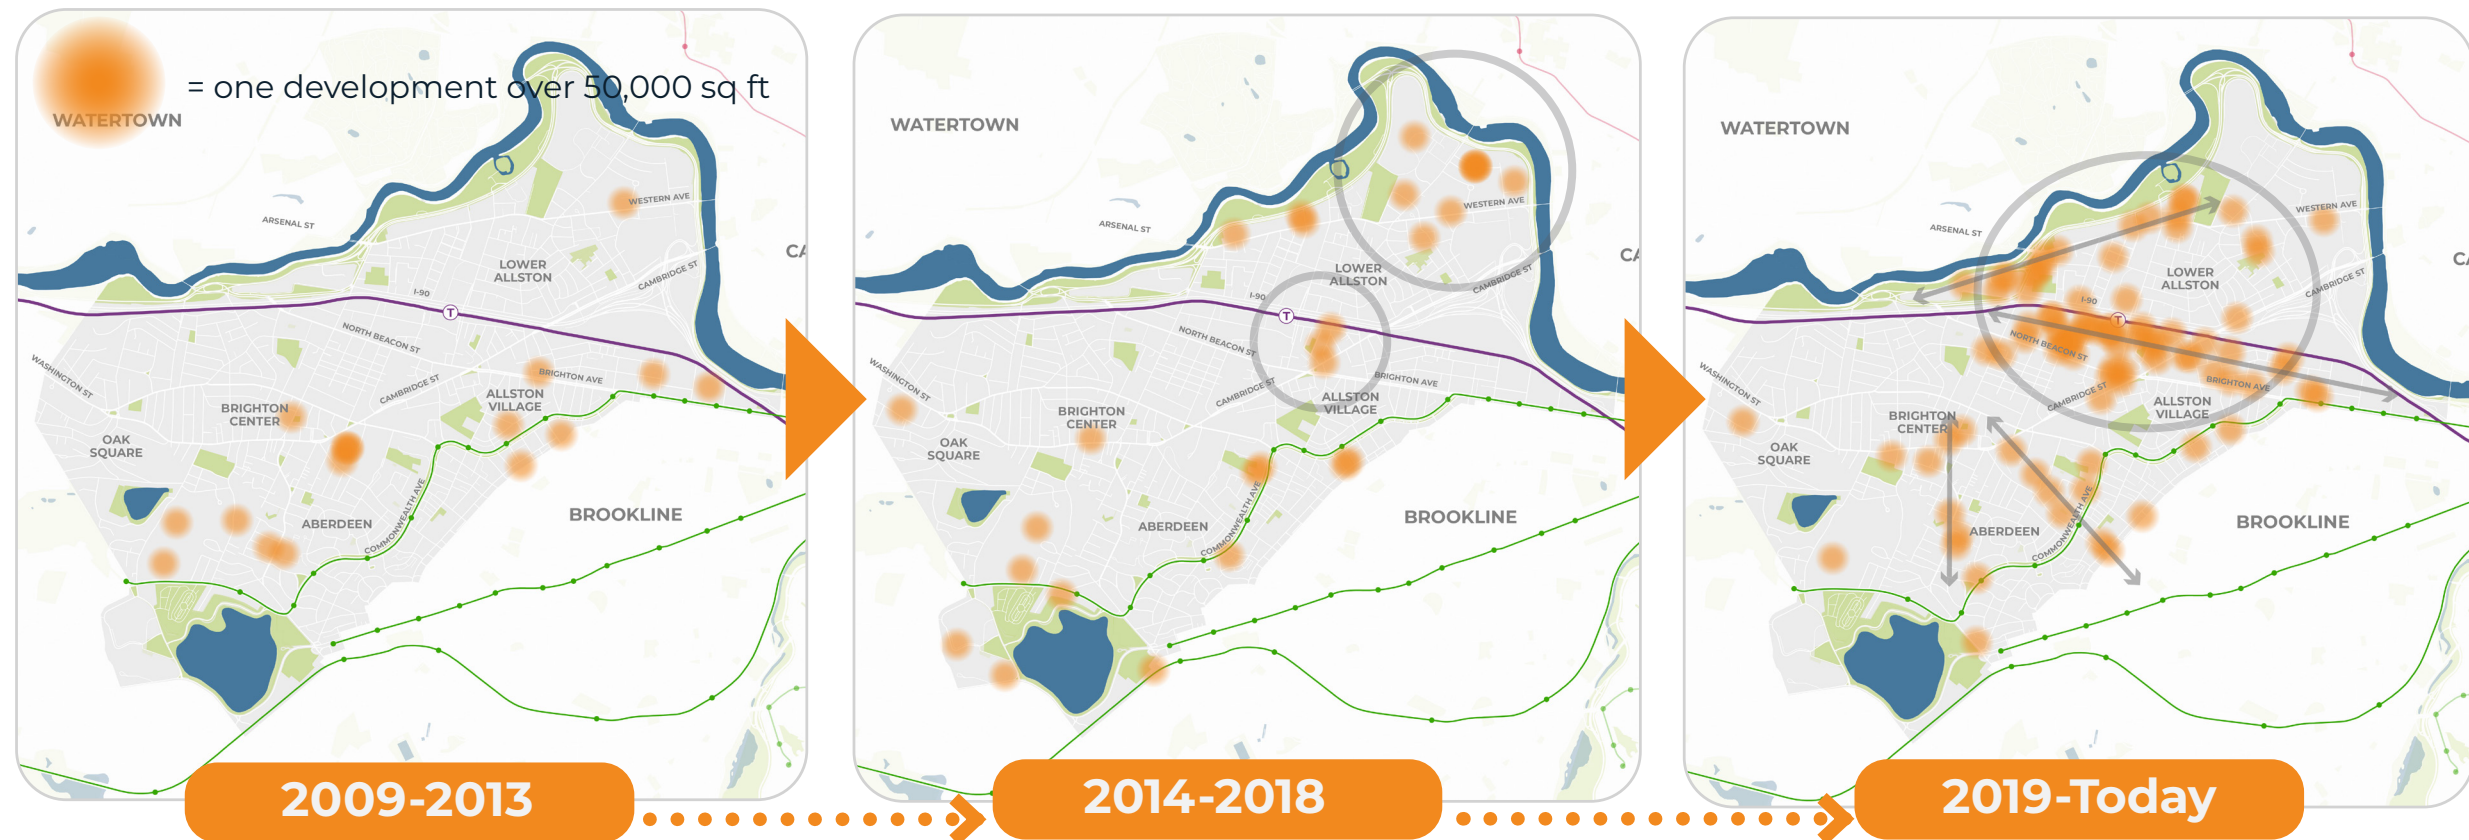 = one development over 50,000 sq ft
WATERTOWN
ARSENAL ST
WESTERN AVE
LOWER
ALLSTON
CAMBRIDGE ST
CA
I-90
T
NORTH BEACON ST
WASHINGTON ST
CAMBRIDGE ST
BRIGHTON AVE
ALLSTON
VILLAGE
BRIGHTON
CENTER
OAK
SQUARE
COMMONWEALTH AVE
ABERDEEN
BROOKLINE
2009-2013
WATERTOWN
ARSENAL ST
WESTERN AVE
LOWER
ALLSTON
CAMBRIDGE ST
CA
I-90
T
NORTH BEACON ST
WASHINGTON ST
CAMBRIDGE ST
BRIGHTON AVE
ALLSTON
VILLAGE
BRIGHTON
CENTER
OAK
SQUARE
COMMONWEALTH AVE
ABERDEEN
BROOKLINE
2014-2018
WATERTOWN
ARSENAL ST
WESTERN AVE
LOWER
ALLSTON
CAMBRIDGE ST
C
I-90
T
NORTH BEACON ST
WASHINGTON ST
CAMBRIDGE ST
BRIGHTON AVE
ALLSTON
VILLAGE
BRIGHTON
CENTER
OAK
SQUARE
COMMONWEALTH AVE
ABERDEEN
BROOKLINE
2019-Today